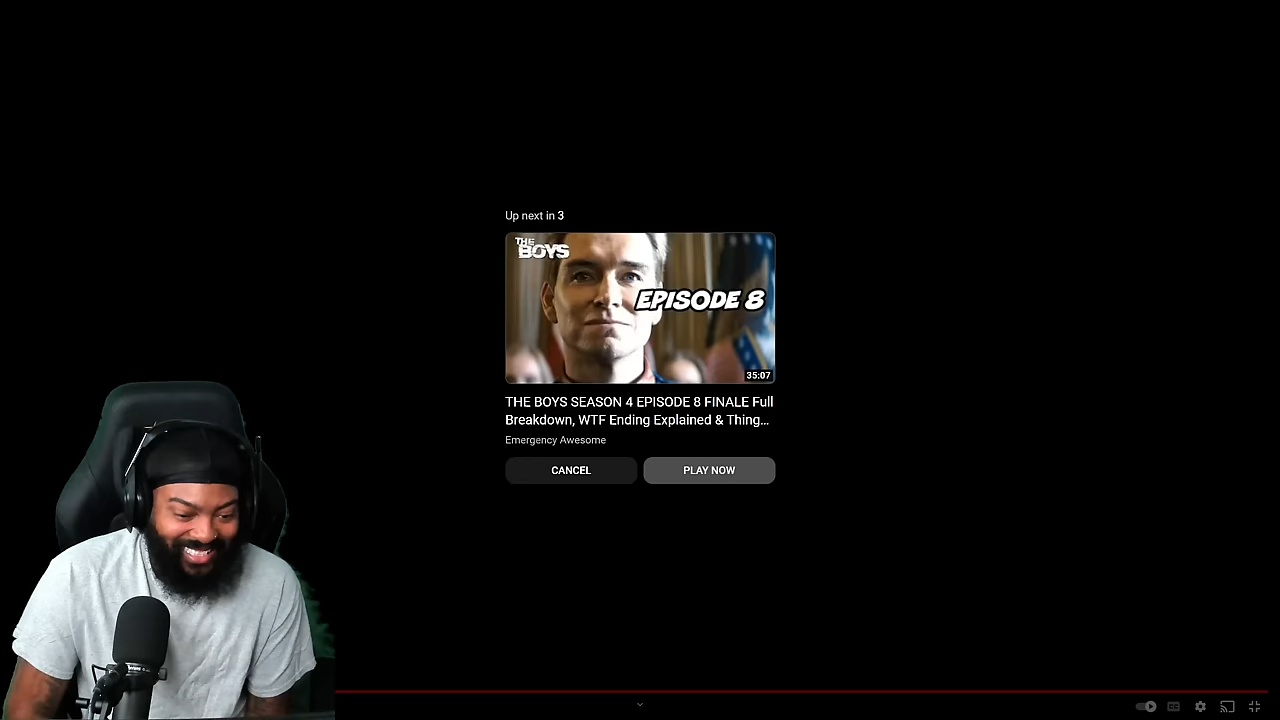 Up next in 3
THE
BOYS
EPISODE 8
35:07
THE BOYS SEASON 4 EPISODE 8 FINALE Full
Breakdown, WTF Ending Explained & Thing...
Emergency Awesome
CANCEL
PLAY NOW
CC